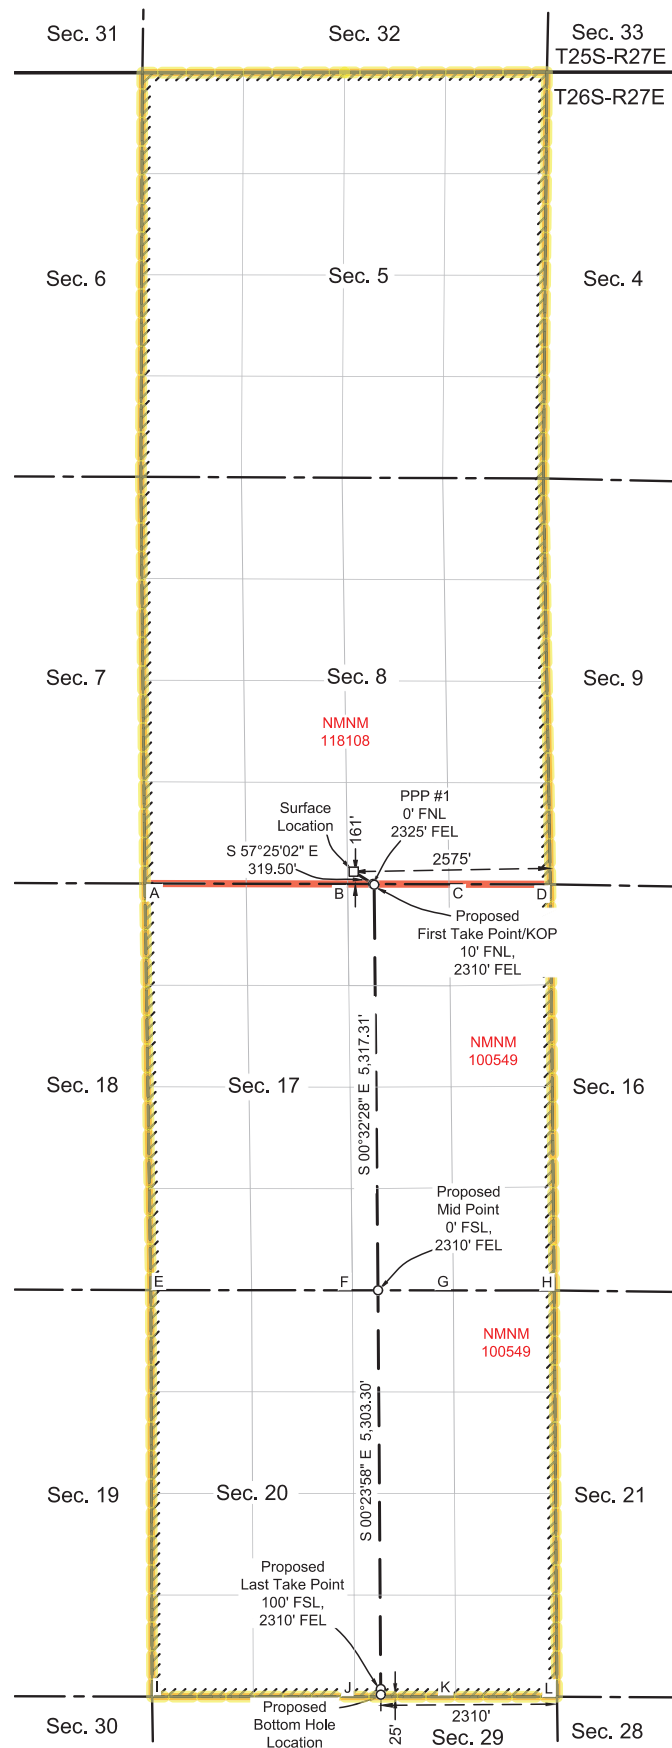 Sec. 31
Sec. 32
Sec. 33
T25S-R27E
T26S-R27E
Sec. 6
Sec. 5
Sec. 4
Sec. 7
Sec. 8
Sec. 9
NMNM
118108
Surface
Location
161'
PPP #1
0' FNL
2325' FEL
S 57°25'02" E
319.50'
2575'
A
B
C
D
Proposed
First Take Point/KOP
10' FNL,
2310' FEL
S 00°32'28" E 5,317.31'
NMNM
100549
Sec. 18
Sec. 17
Sec. 16
Proposed
Mid Point
0' FSL,
2310' FEL
E
F
G
H
NMNM
100549
S 00°23'58" E 5,303.30'
Sec. 19
Sec. 20
Sec. 21
Proposed
Last Take Point
100' FSL,
2310' FEL
I
J
K
L
Proposed
Bottom Hole
Location
25'
2310'
Sec. 30
Sec. 29
Sec. 28